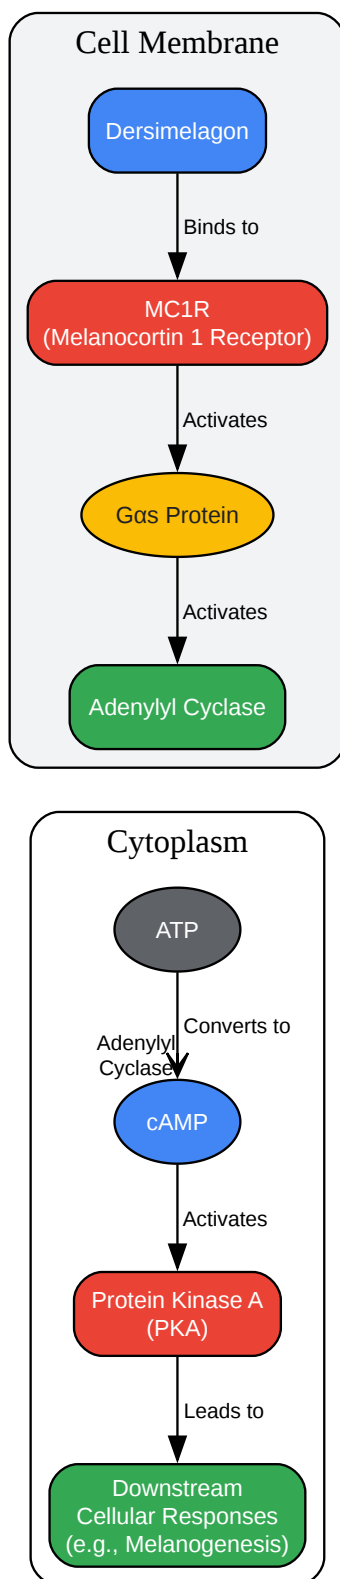 Cell Membrane
Dersimelagon
Binds to
MC1R
(Melanocortin 1 Receptor)
Activates
Gαs Protein
Activates
Adenylyl Cyclase
Cytoplasm
ATP
Converts to
Adenylyl
Cyclase
cAMP
Activates
Protein Kinase A
(PKA)
Leads to
Downstream
Cellular Responses
(e.g., Melanogenesis)